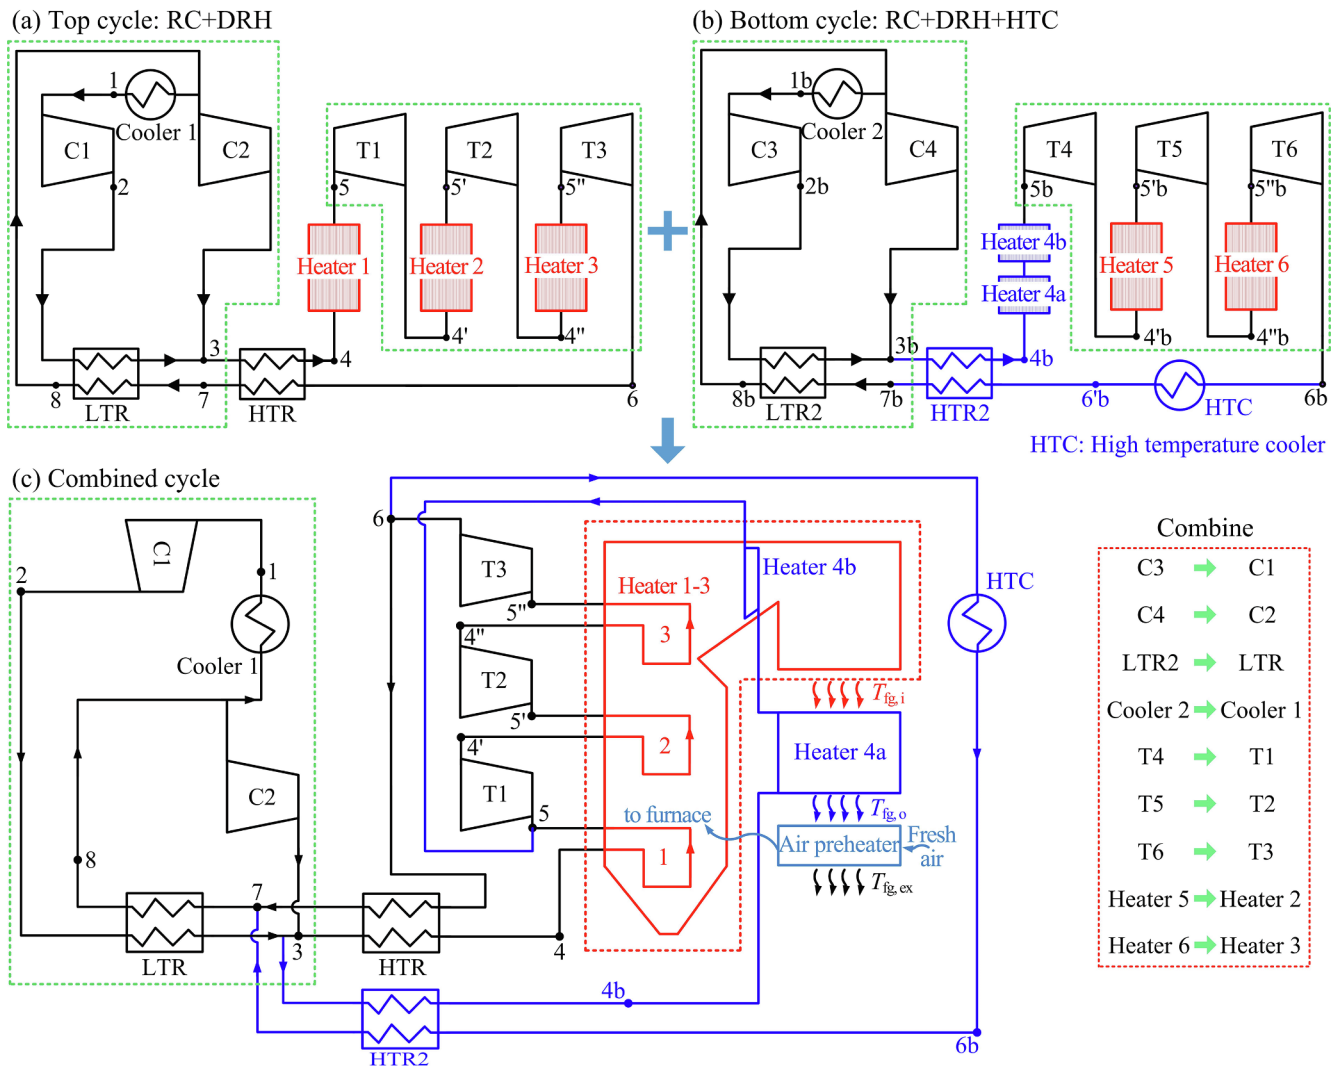 (a) Top cycle: RC+DRH
(b) Bottom cycle: RC+DRH+HTC
1
Cooler 1
C1
C2
2
T1
T2
T3
5
5'
5''
Heater 1
Heater 2
Heater 3
4'
4''
3
4
8
7
6
LTR
HTR
1b
Cooler 2
C3
C4
2b
T4
T5
T6
5b
5'b
5''b
Heater 4b
Heater 4a
Heater 5
Heater 6
4'b
4''b
3b
4b
8b
7b
6'b
6b
LTR2
HTR2
HTC
HTC: High temperature cooler
(c) Combined cycle
C1
2
1
Cooler 1
C2
8
7
3
LTR
HTR
4
HTR2
4b
6b
6
T3
5''
4''
T2
5'
4'
T1
5
Heater 1-3
3
2
1
Heater 4b
Tfg, i
Heater 4a
Tfg, o
to furnace
Air preheater
Fresh
air
Tfg, ex
HTC
Combine
C3 C1
C4 C2
LTR2 LTR
Cooler 2 Cooler 1
T4 T1
T5 T2
T6 T3
Heater 5 Heater 2
Heater 6 Heater 3